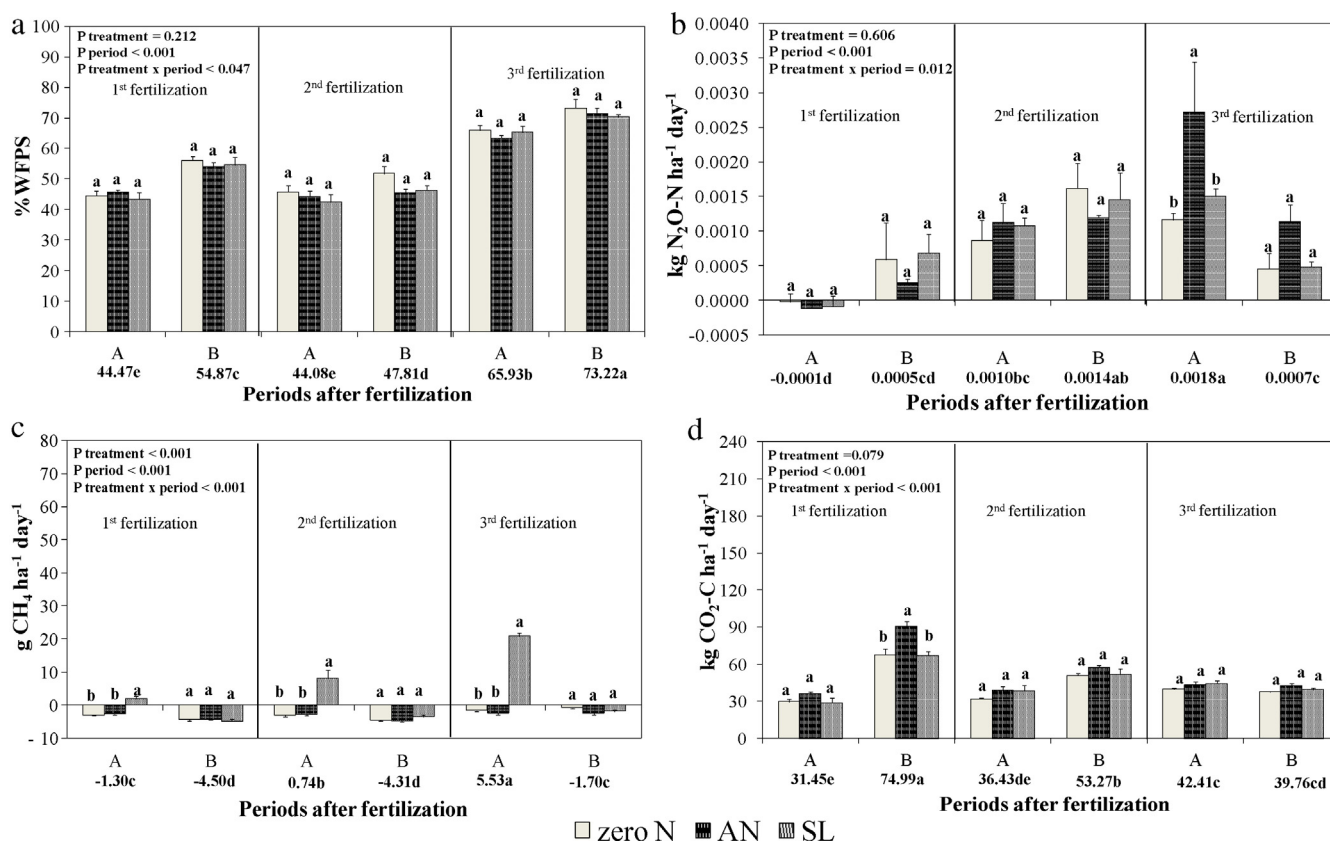 a
P treatment = 0.212
P period < 0.001
P treatment x period < 0.047
1st fertilization
2nd fertilization
3rd fertilization
%WFPS
100
90
80
70
60
50
40
30
20
10
0
a a a
a a a
a a a
a a a
a a a
a a a
A B A B A B
44.47e 54.87c 44.08e 47.81d 65.93b 73.22a
Periods after fertilization
b
P treatment = 0.606
P period < 0.001
P treatment x period = 0.012
1st fertilization
2nd fertilization
3rd fertilization
kg N2O-N ha-1 day-1
0.0040
0.0035
0.0030
0.0025
0.0020
0.0015
0.0010
0.0005
0.0000
-0.0005
a a a
a a a
a a a
a a a
b a b
a a a
A B A B A B
-0.0001d 0.0005cd 0.0010bc 0.0014ab 0.0018a 0.0007c
Periods after fertilization
c
P treatment < 0.001
P period < 0.001
P treatment x period < 0.001
1st fertilization
2nd fertilization
3rd fertilization
g CH4 ha-1 day-1
80
70
60
50
40
30
20
10
0
- 10
b b a
a a a
b b a
a a a
b b a
a a a
A B A B A B
-1.30c -4.50d 0.74b -4.31d 5.53a -1.70c
Periods after fertilization
d
P treatment =0.079
P period < 0.001
P treatment x period < 0.001
1st fertilization
2nd fertilization
3rd fertilization
kg CO2-C ha-1 day-1
240
210
180
150
120
90
60
30
0
a a a
b a b
a a a
a a a
a a a
a a a
A B A B A B
31.45e 74.99a 36.43de 53.27b 42.41c 39.76cd
Periods after fertilization
zero N AN SL